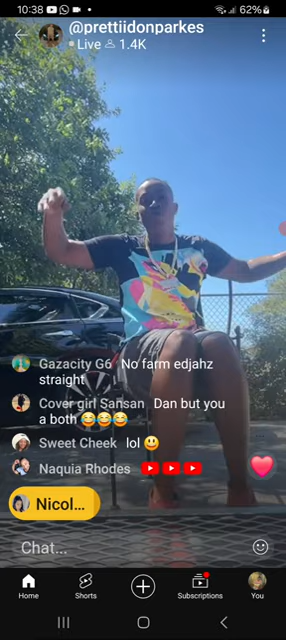 10:38 62%
@prettiidonparkes
Live 1.4K
Gazacity G6 No farm edjahz
straight
Cover girl Sansan Dan but you
a both 😂😂😂
Sweet Cheek lol 😃
Naquia Rhodes
Nicol...
Chat...
Home Shorts Subscriptions You